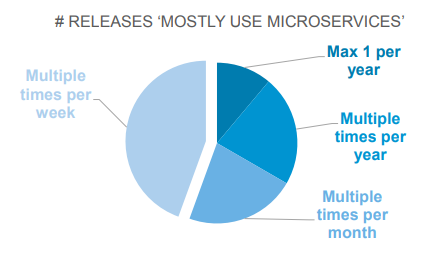 # RELEASES ‘MOSTLY USE MICROSERVICES’
Max 1 per
year
Multiple
times per
week
Multiple
times per
year
Multiple
times per
month